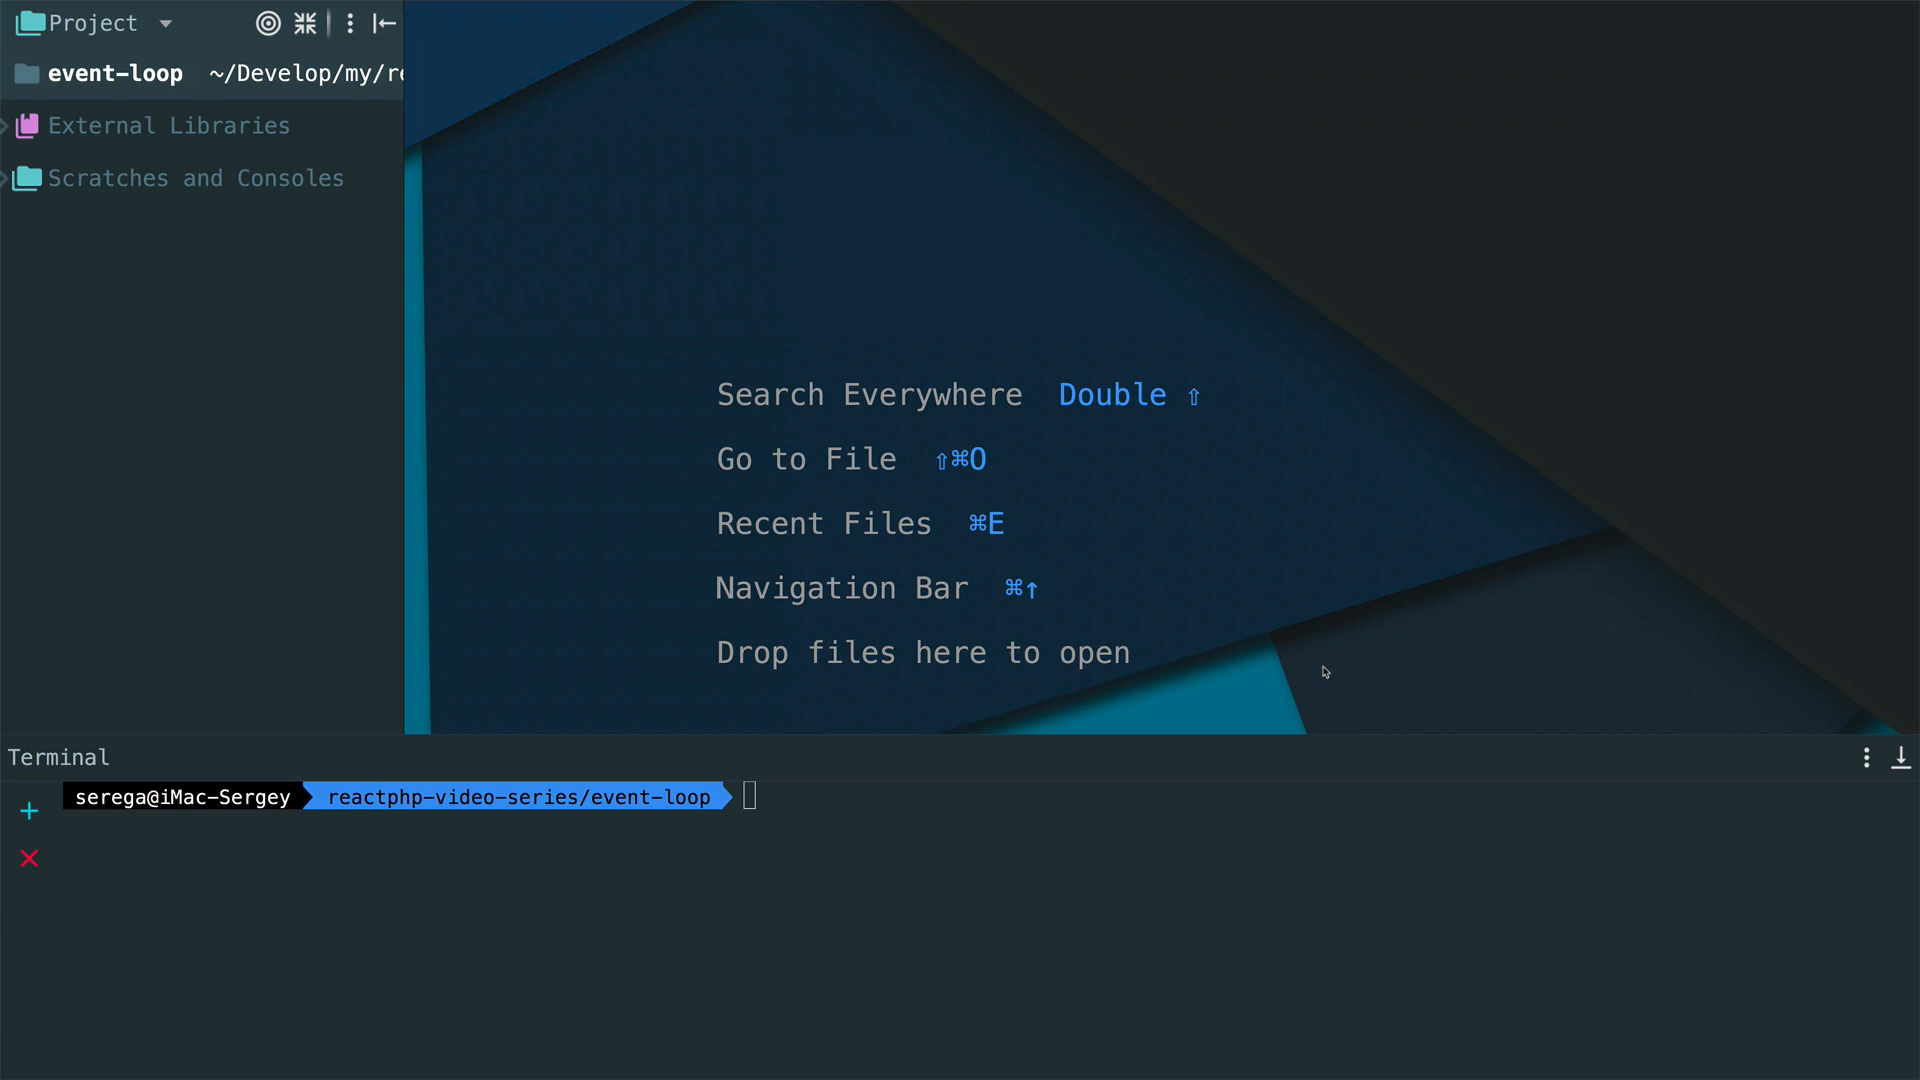 Project
event-loop ~/Develop/my/re
External Libraries
Scratches and Consoles
Search Everywhere Double ⇧
Go to File ⇧⌘O
Recent Files ⌘E
Navigation Bar ⌘↑
Drop files here to open
Terminal
serega@iMac-Sergey reactphp-video-series/event-loop